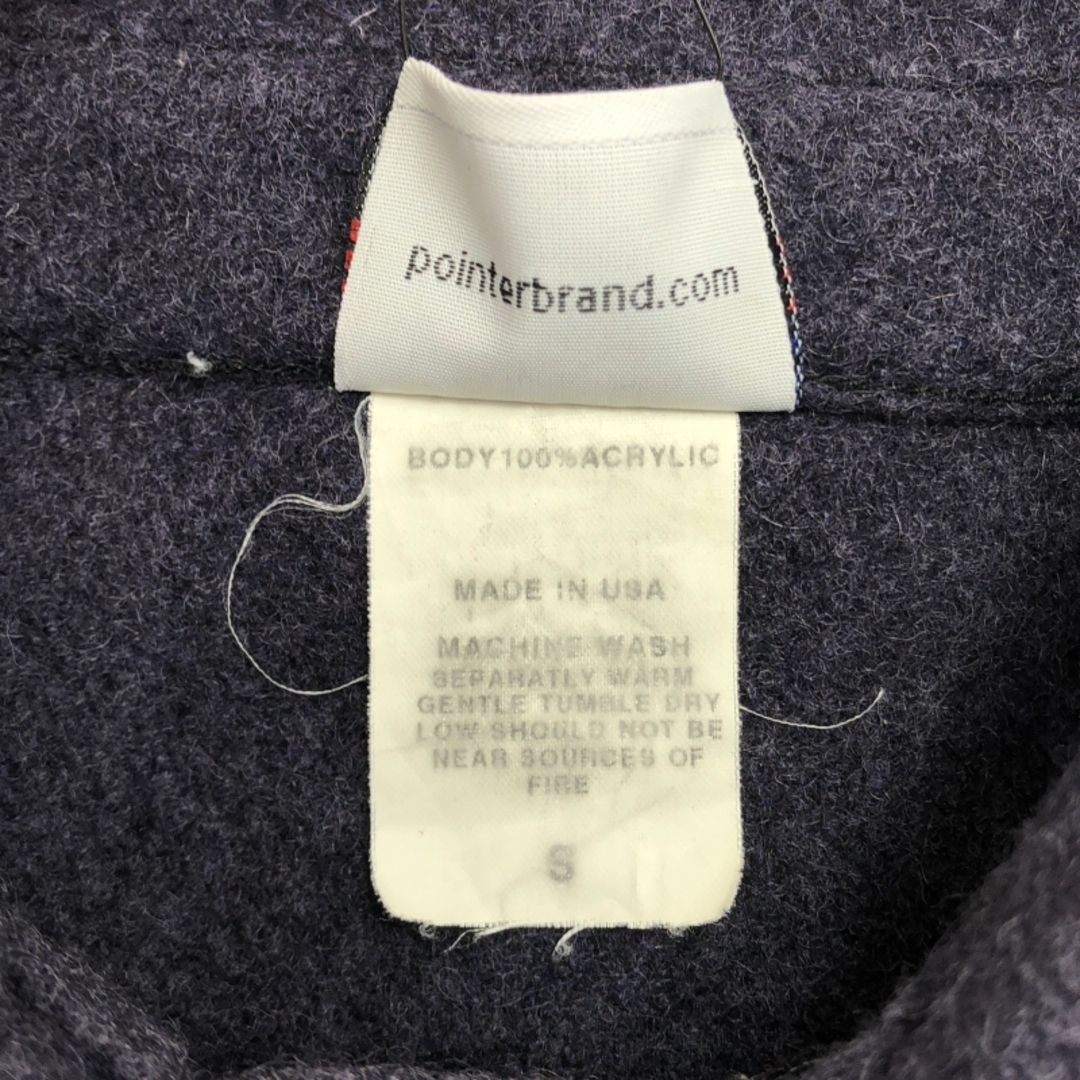 pointerbrand.com
BODY100%ACRYLIC
MADE IN USA
MACHINE WASH
SEPARATLY WARM
GENTLE TUMBLE DRY
LOW SHOULD NOT BE
NEAR SOURCES OF
FIRE
S